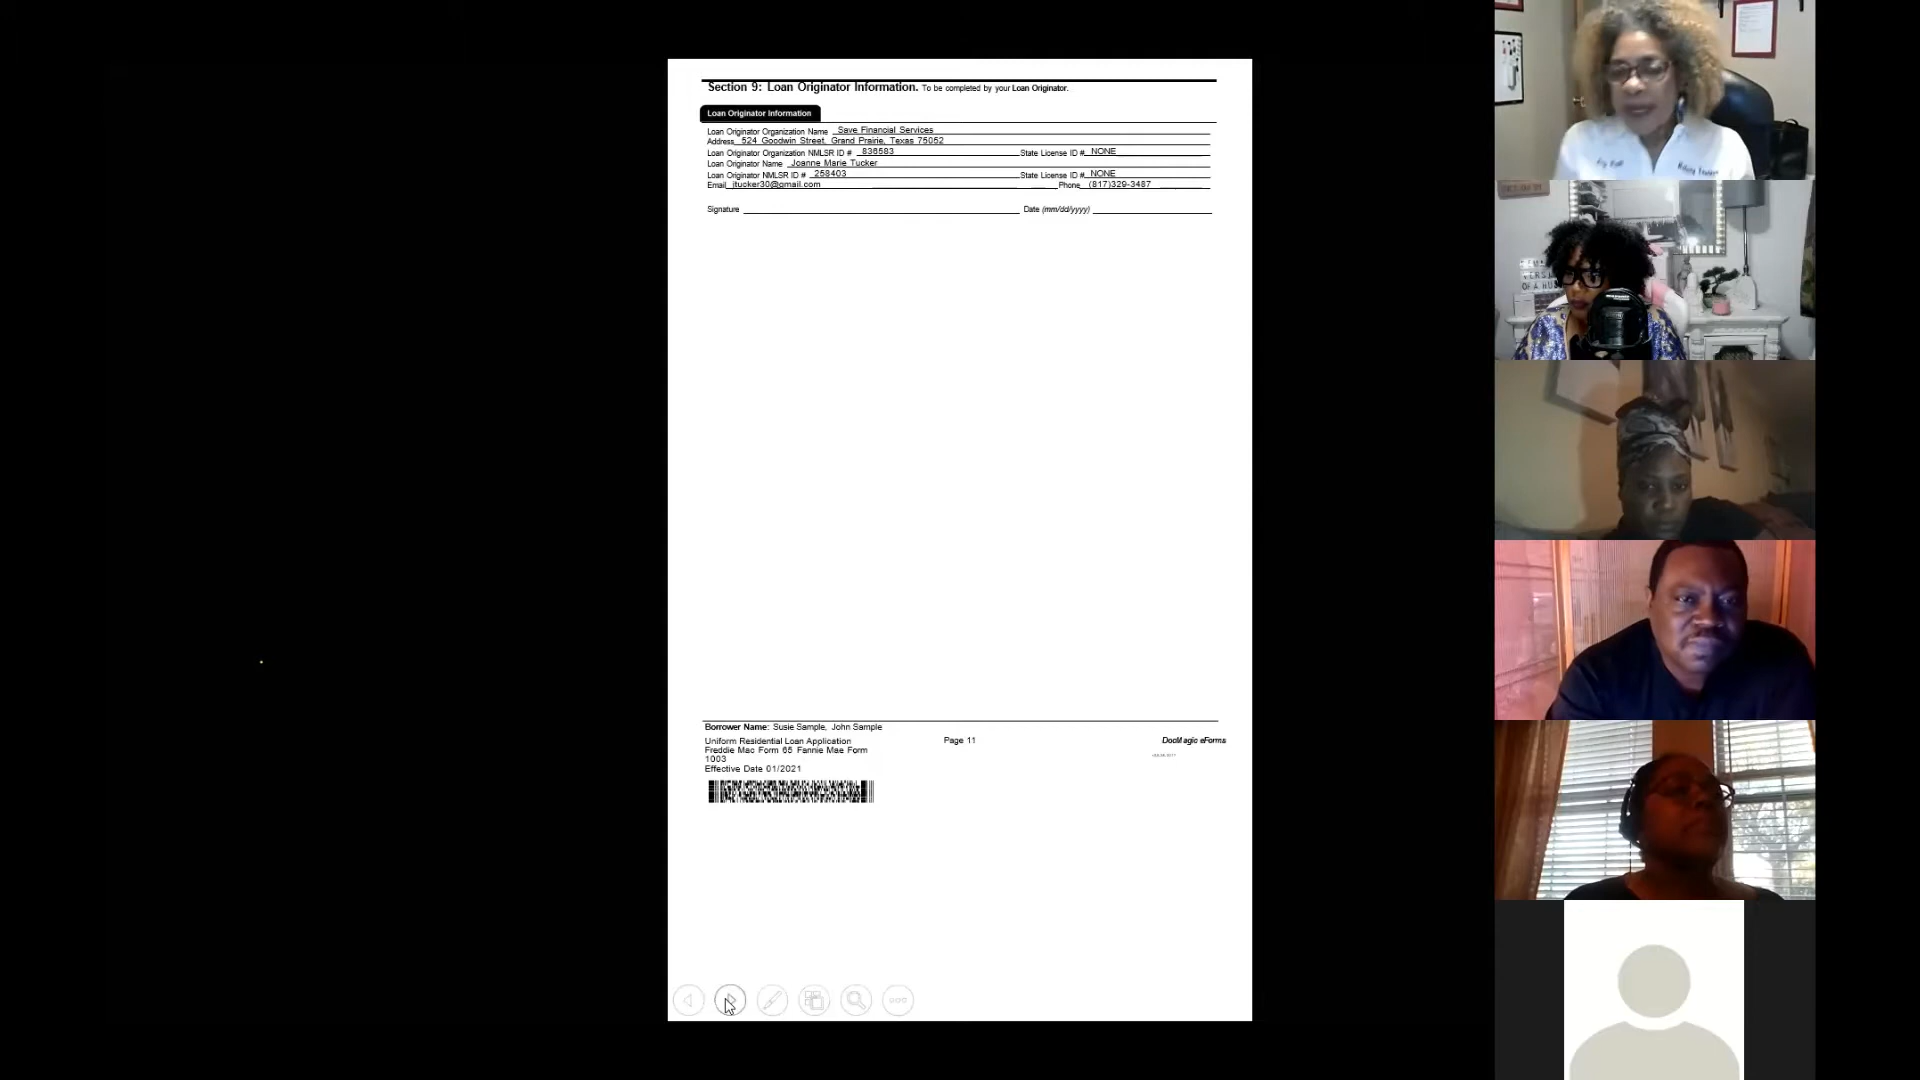 Section 9: Loan Originator Information. To be completed by your Loan Originator.
Loan Originator Information
Loan Originator Organization Name Save Financial Services
Address 524 Goodwin Street, Grand Prairie, Texas 75052
Loan Originator Organization NMLSR ID # 836583 State License ID # NONE
Loan Originator Name Joanne Marie Tucker
Loan Originator NMLSR ID # 258403 State License ID # NONE
Email jtucker30@gmail.com Phone (817)329-3487
Signature Date (mm/dd/yyyy)
Borrower Name: Susie Sample, John Sample
Uniform Residential Loan Application Page 11 DocMagic eForms
Freddie Mac Form 65 Fannie Mae Form
1003
Effective Date 01/2021
OF A